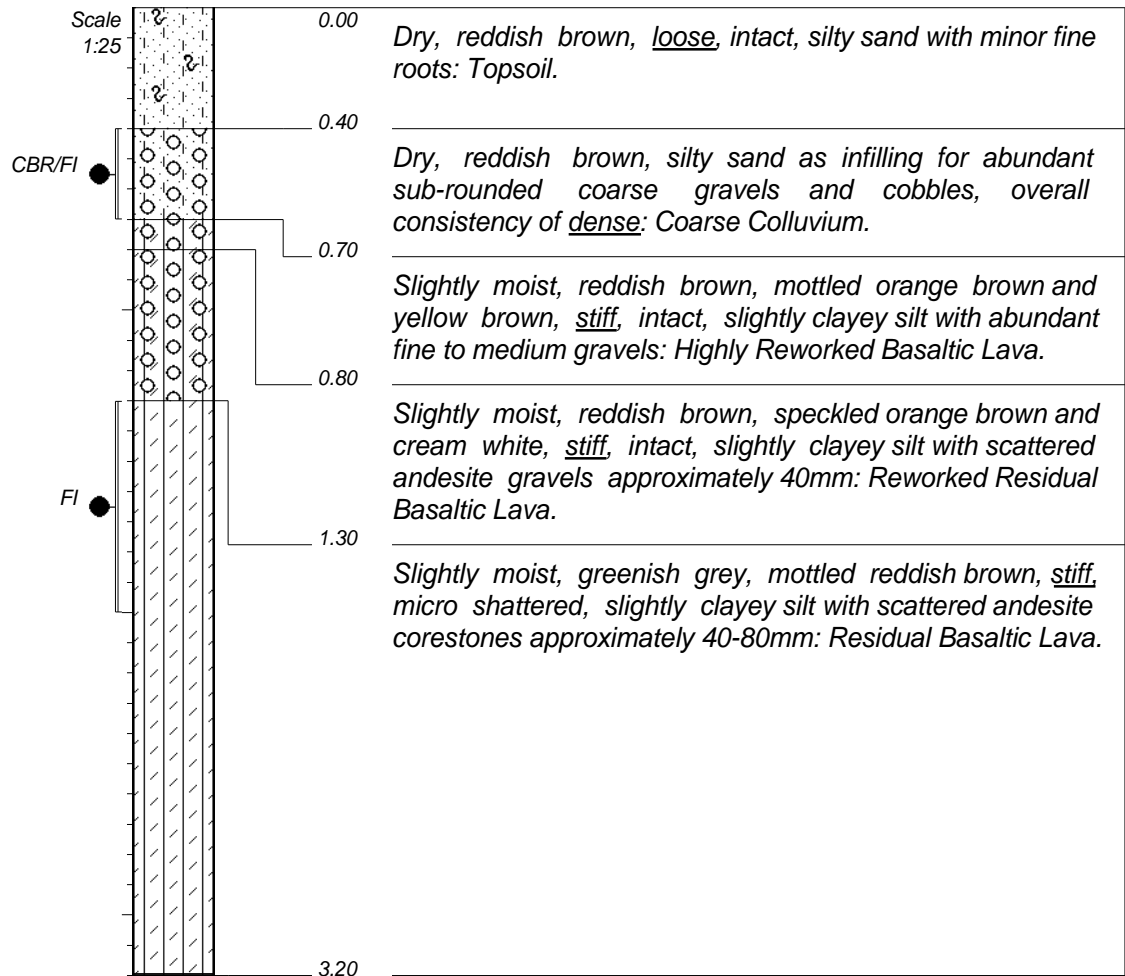 Scale
1:25
0.00
Dry, reddish brown, loose, intact, silty sand with minor fine
roots: Topsoil.
0.40
CBR/FI
Dry, reddish brown, silty sand as infilling for abundant
sub-rounded coarse gravels and cobbles, overall
consistency of dense: Coarse Colluvium.
0.70
Slightly moist, reddish brown, mottled orange brown and
yellow brown, stiff, intact, slightly clayey silt with abundant
fine to medium gravels: Highly Reworked Basaltic Lava.
0.80
Slightly moist, reddish brown, speckled orange brown and
cream white, stiff, intact, slightly clayey silt with scattered
andesite gravels approximately 40mm: Reworked Residual
Basaltic Lava.
FI
1.30
Slightly moist, greenish grey, mottled reddish brown, stiff,
micro shattered, slightly clayey silt with scattered andesite
corestones approximately 40-80mm: Residual Basaltic Lava.
3.20